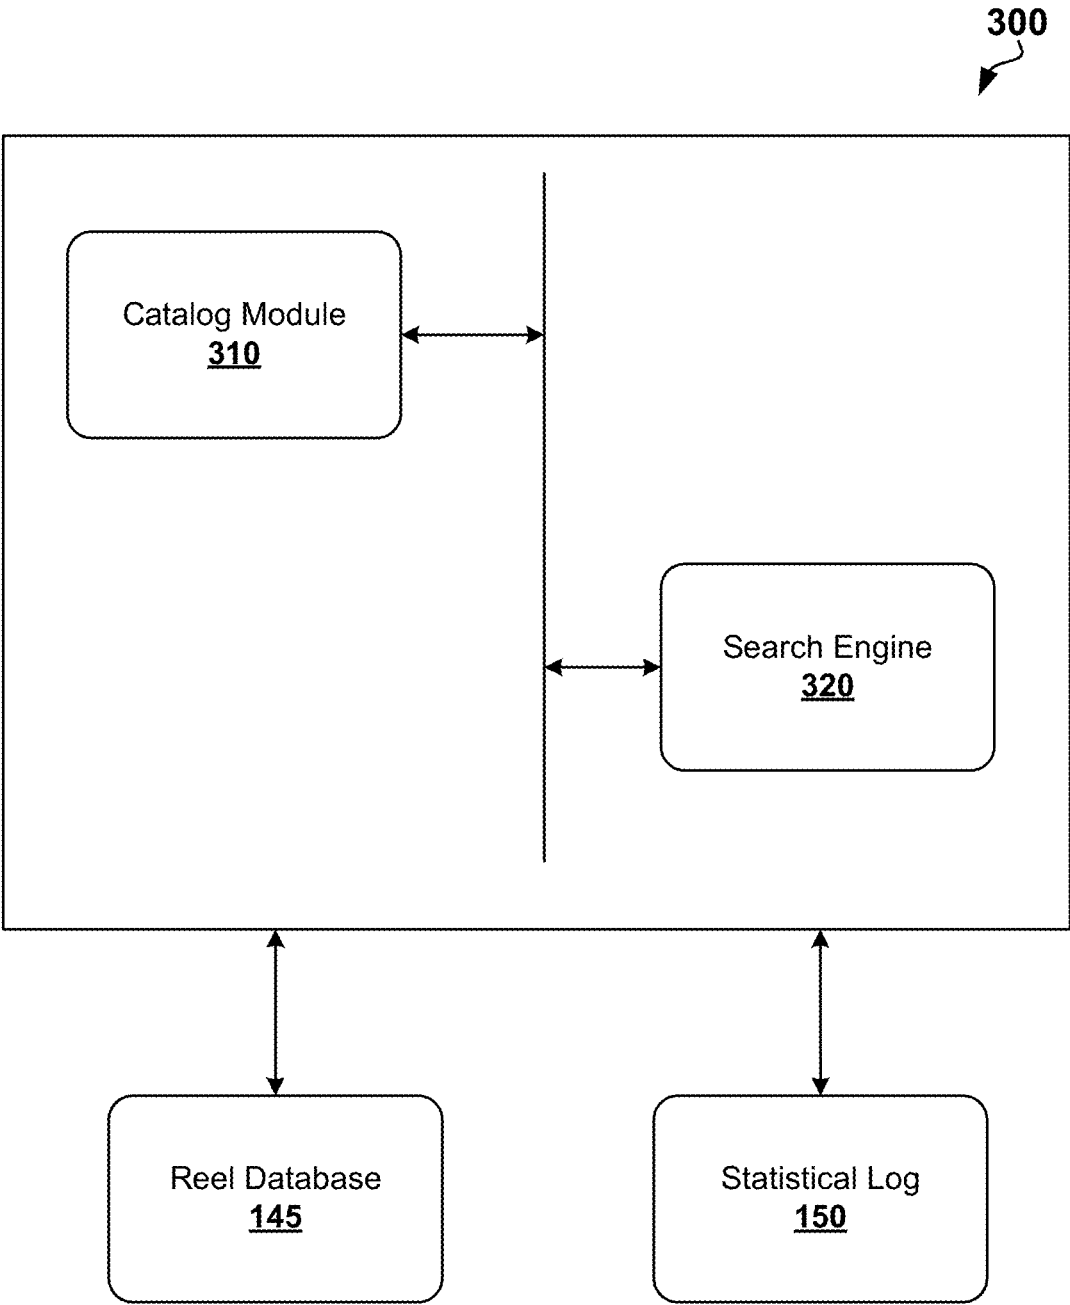 300
Catalog Module
310
Search Engine
320
Reel Database
145
Statistical Log
150